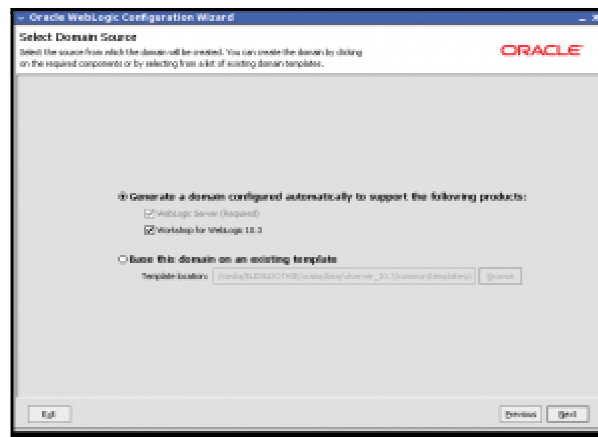 Oracle WebLogic Configuration Wizard
Select Domain Source
Select the source from which the domain will be created. You can create the domain by clicking
on the required components or by selecting from a list of existing domain templates.
ORACLE
Generate a domain configured automatically to support the following products:
WebLogic Server (Required)
Workshop for WebLogic 10.3
Base this domain on an existing template
Template location:
Browse
Exit
Previous
Next